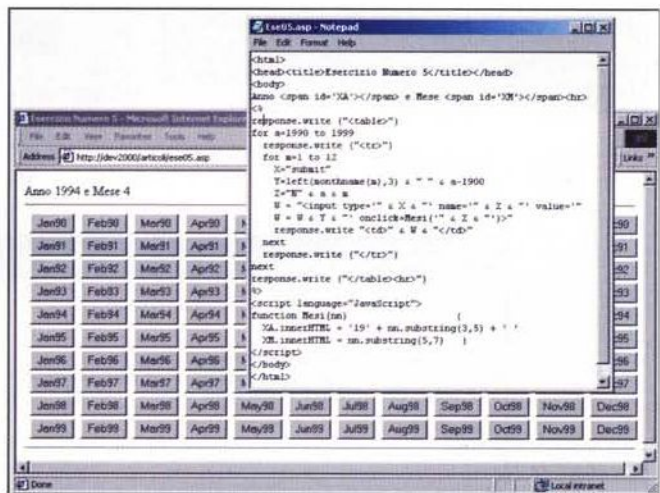 Ese05.asp - Notepad
File Edit Format Help
<html>
<head><title>Esercizio Numero 5</title></head>
<body>
Anno <span id='XA'></span> e Mese <span id='XM'></span><hr>
<%
response.write ("<table>")
for a=1990 to 1999
response.write ("<tr>")
for m=1 to 12
X="submit"
Y=left(monthname(m),3) & " " & a-1900
Z="N" & a & m
W = "<input type='" & X & "' name='" & Z & "' value='"
W = W & Y & "' onclick=Mesi('" & Z & "')>"
response.write "<td>" & W & "</td>"
next
response.write ("</tr>")
next
response.write ("</table><hr>")
%>
<script language="JavaScript">
function Mesi(nn) {
XA.innerHTML = '19' + nn.substring(3,5) + ' '
XM.innerHTML = nn.substring(5,7) }
</script>
</body>
</html>
Esercizio Numero 5 - Microsoft Internet Explorer
File Edit View Favorites Tools Help
Address http://dev2000/articoli/ese05.asp
Links
Anno 1994 e Mese 4
Jan90 Feb90 Mar90 Apr90
Jan91 Feb91 Mar91 Apr91
Jan92 Feb92 Mar92 Apr92
Jan93 Feb93 Mar93 Apr93
Jan94 Feb94 Mar94 Apr94
Jan95 Feb95 Mar95 Apr95
Jan96 Feb96 Mar96 Apr96
Jan97 Feb97 Mar97 Apr97
Jan98 Feb98 Mar98 Apr98 May98 Jun98 Jul98 Aug98 Sep98 Oct98 Nov98 Dec98
Jan99 Feb99 Mar99 Apr99 May99 Jun99 Jul99 Aug99 Sep99 Oct99 Nov99 Dec99
Done
Local intranet